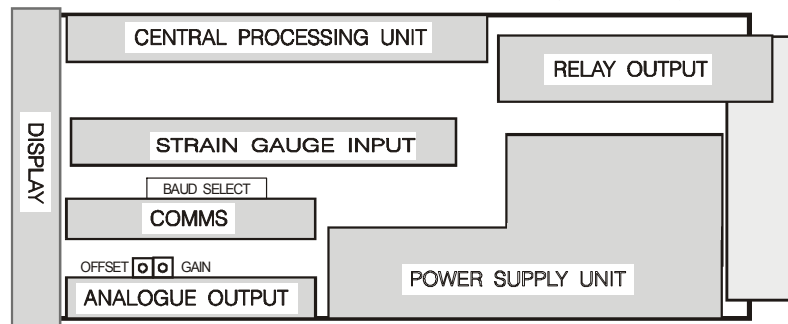 CENTRAL PROCESSING UNIT
RELAY OUTPUT
DISPLAY
STRAIN GAUGE INPUT
BAUD SELECT
COMMS
OFFSET GAIN
POWER SUPPLY UNIT
ANALOGUE OUTPUT